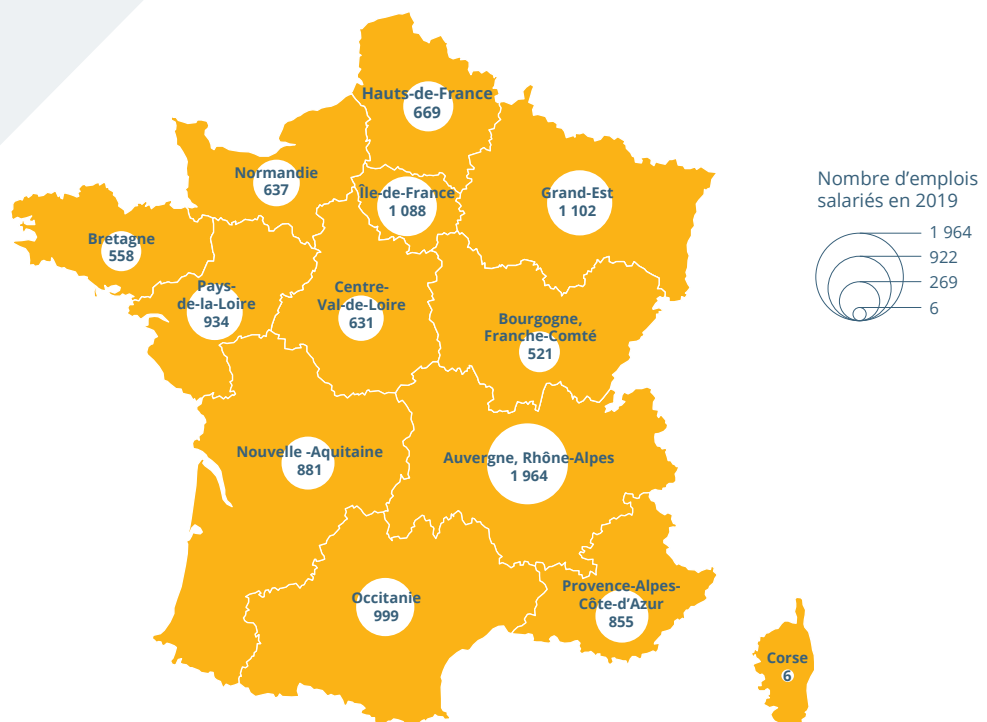 Hauts-de-France
669
Normandie
637
Île-de-France
1 088
Grand-Est
1 102
Bretagne
558
Pays-
de-la-Loire
934
Centre-
Val-de-Loire
631
Bourgogne,
Franche-Comté
521
Nouvelle -Aquitaine
881
Auvergne, Rhône-Alpes
1 964
Occitanie
999
Provence-Alpes-
Côte-d’Azur
855
Corse
6
Nombre d’emplois
salariés en 2019
1 964
922
269
6